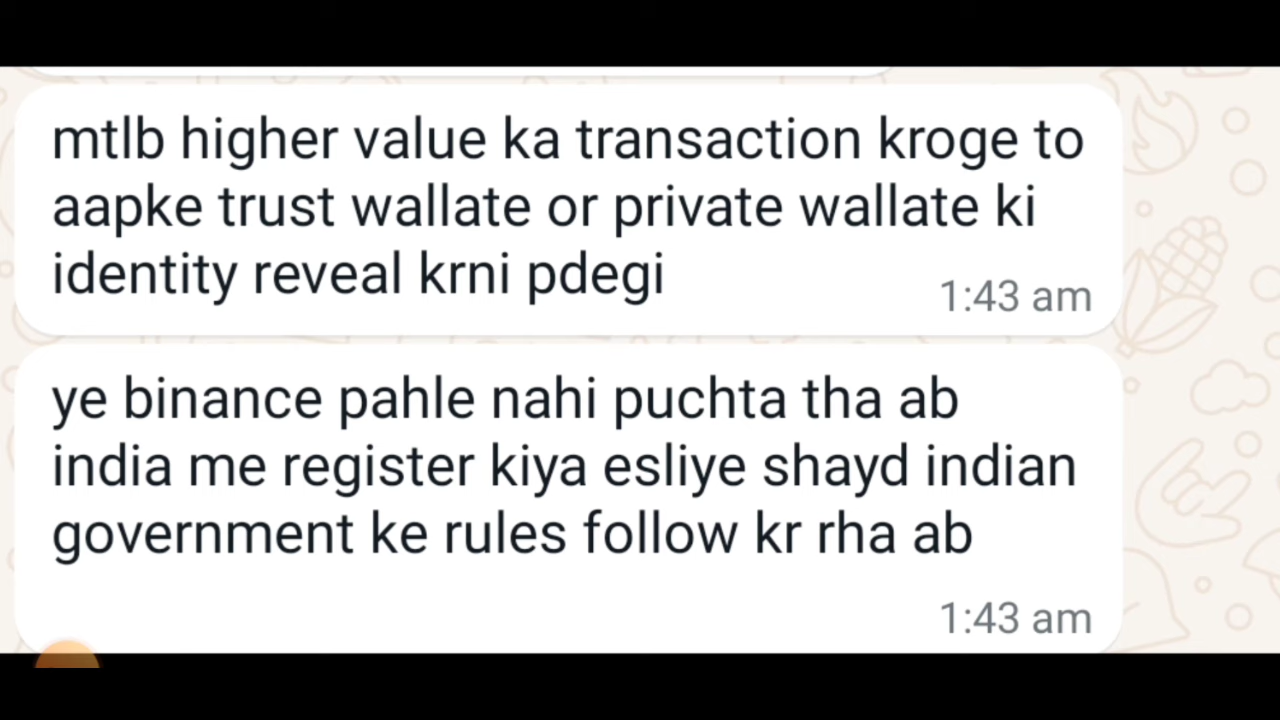 mtlb higher value ka transaction kroge to
aapke trust wallate or private wallate ki
identity reveal krni pdegi
1:43 am
ye binance pahle nahi puchta tha ab
india me register kiya esliye shayd indian
government ke rules follow kr rha ab
1:43 am